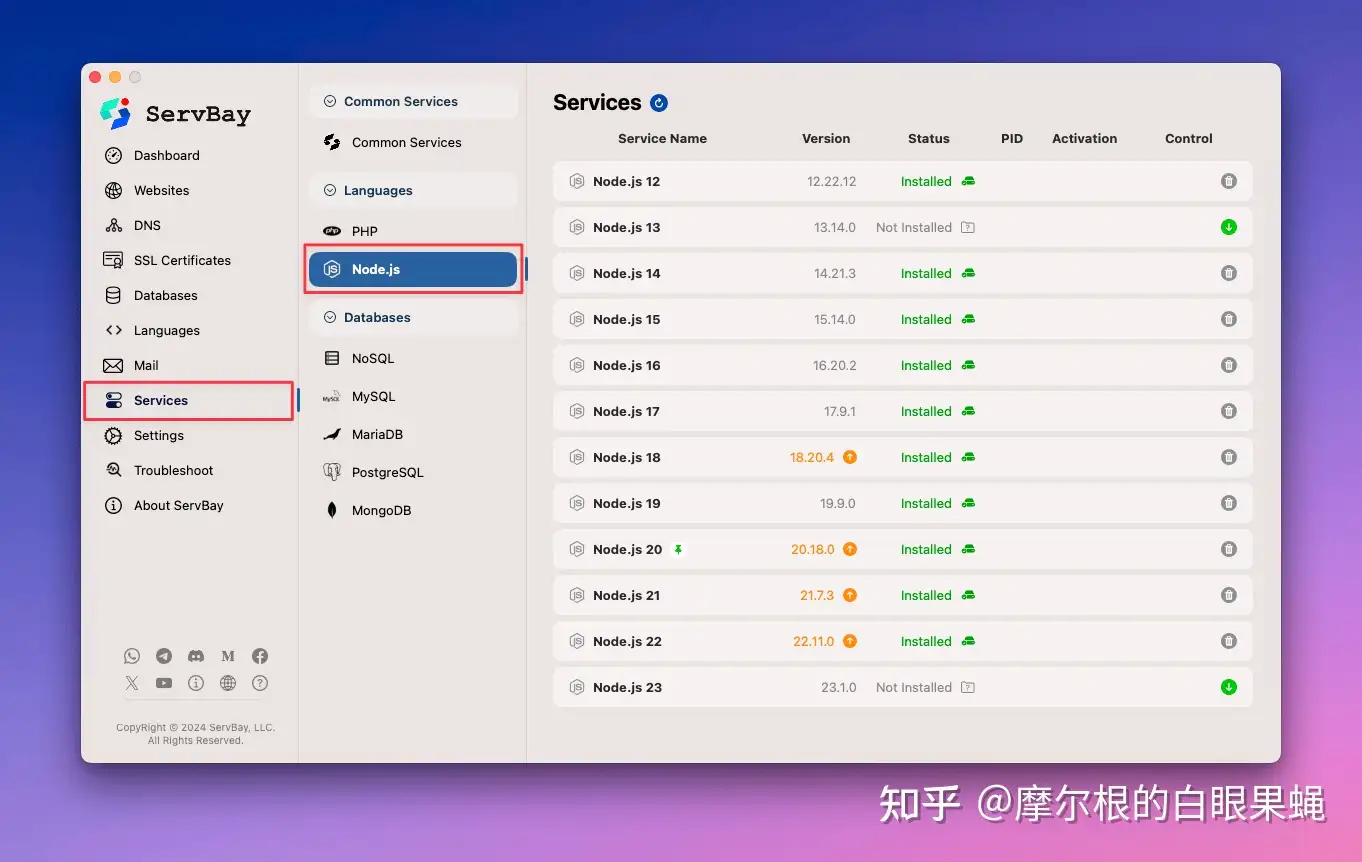 ServBay
Dashboard
Websites
DNS
SSL Certificates
Databases
Languages
Mail
Services
Settings
Troubleshoot
About ServBay
CopyRight © 2024 ServBay, LLC.
All Rights Reserved.
Common Services
Common Services
Languages
PHP
Node.js
Databases
NoSQL
MySQL
MariaDB
PostgreSQL
MongoDB
Services
Service Name Version Status PID Activation Control
Node.js 12 12.22.12 Installed
Node.js 13 13.14.0 Not Installed
Node.js 14 14.21.3 Installed
Node.js 15 15.14.0 Installed
Node.js 16 16.20.2 Installed
Node.js 17 17.9.1 Installed
Node.js 18 18.20.4 Installed
Node.js 19 19.9.0 Installed
Node.js 20 20.18.0 Installed
Node.js 21 21.7.3 Installed
Node.js 22 22.11.0 Installed
Node.js 23 23.1.0 Not Installed
知乎 @摩尔根的白眼果蝇